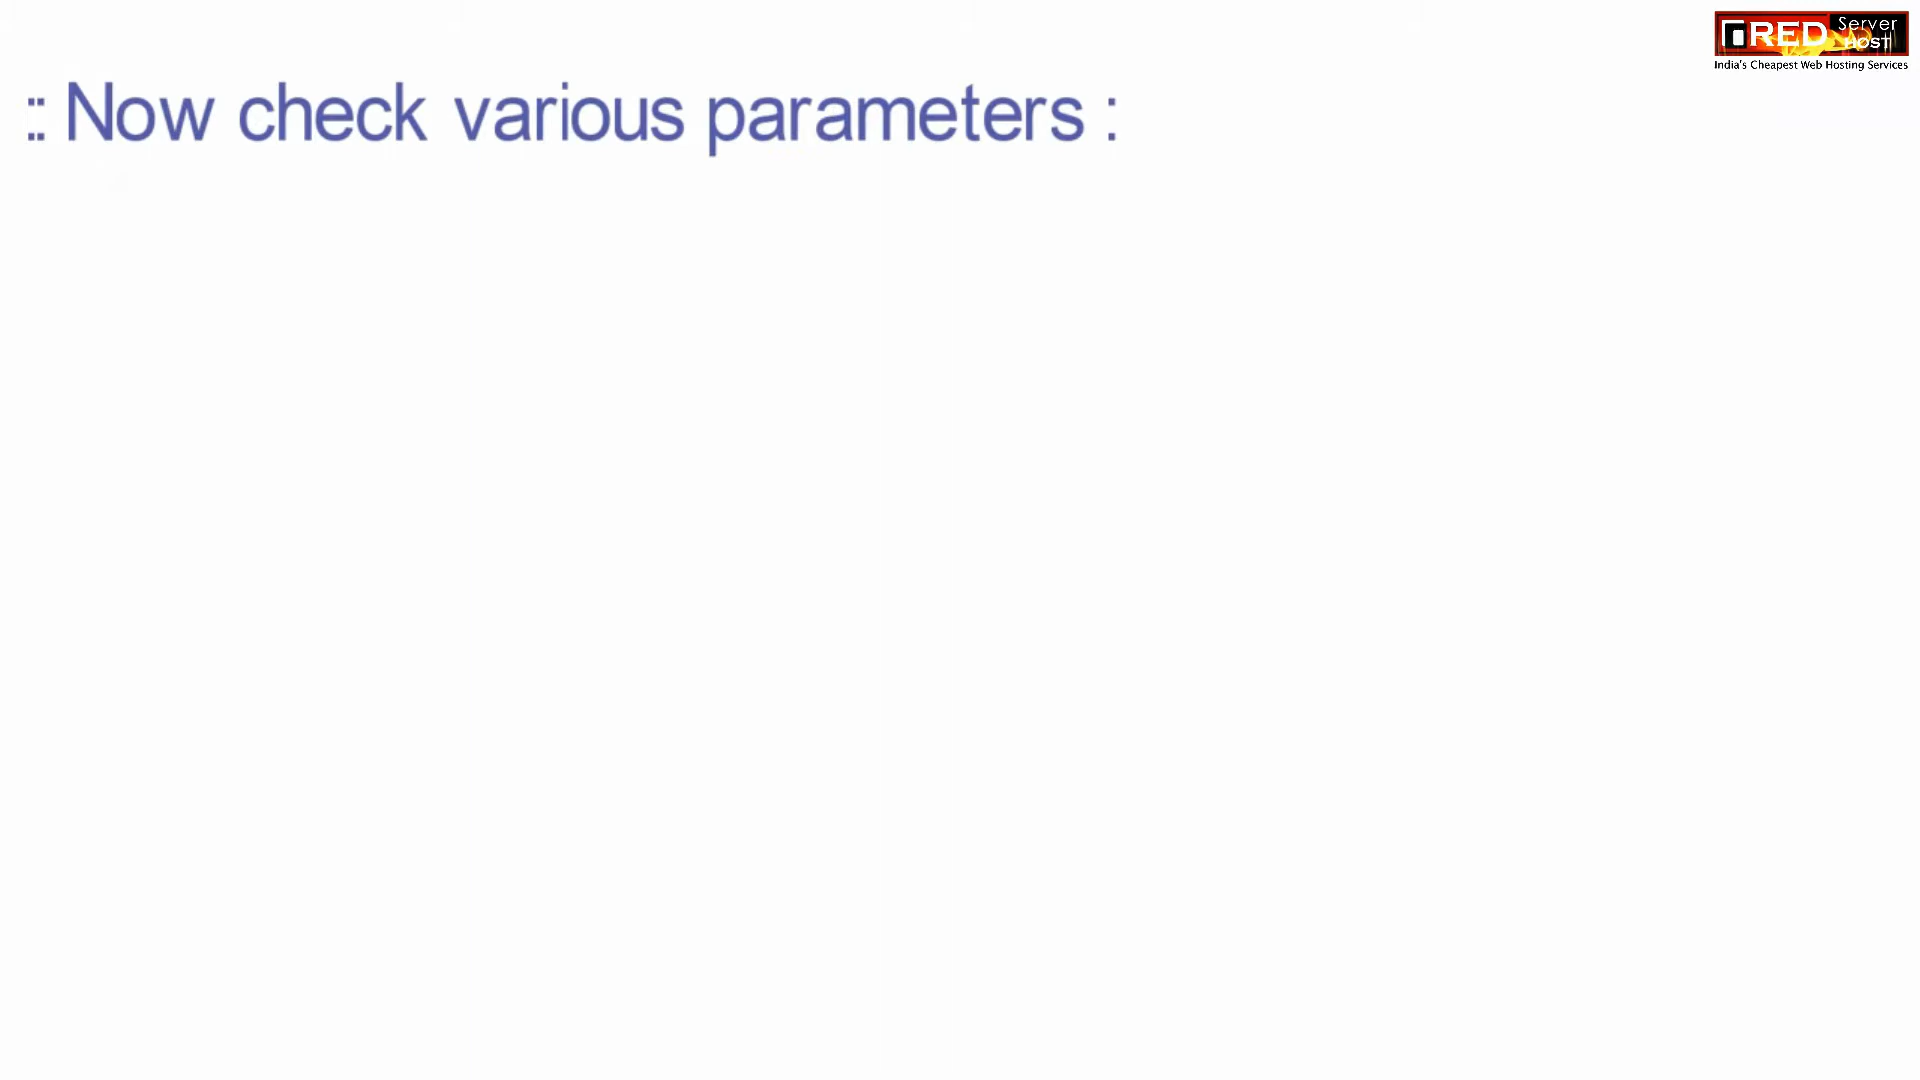 RED Server HOST
India's Cheapest Web Hosting Services
:: Now check various parameters :